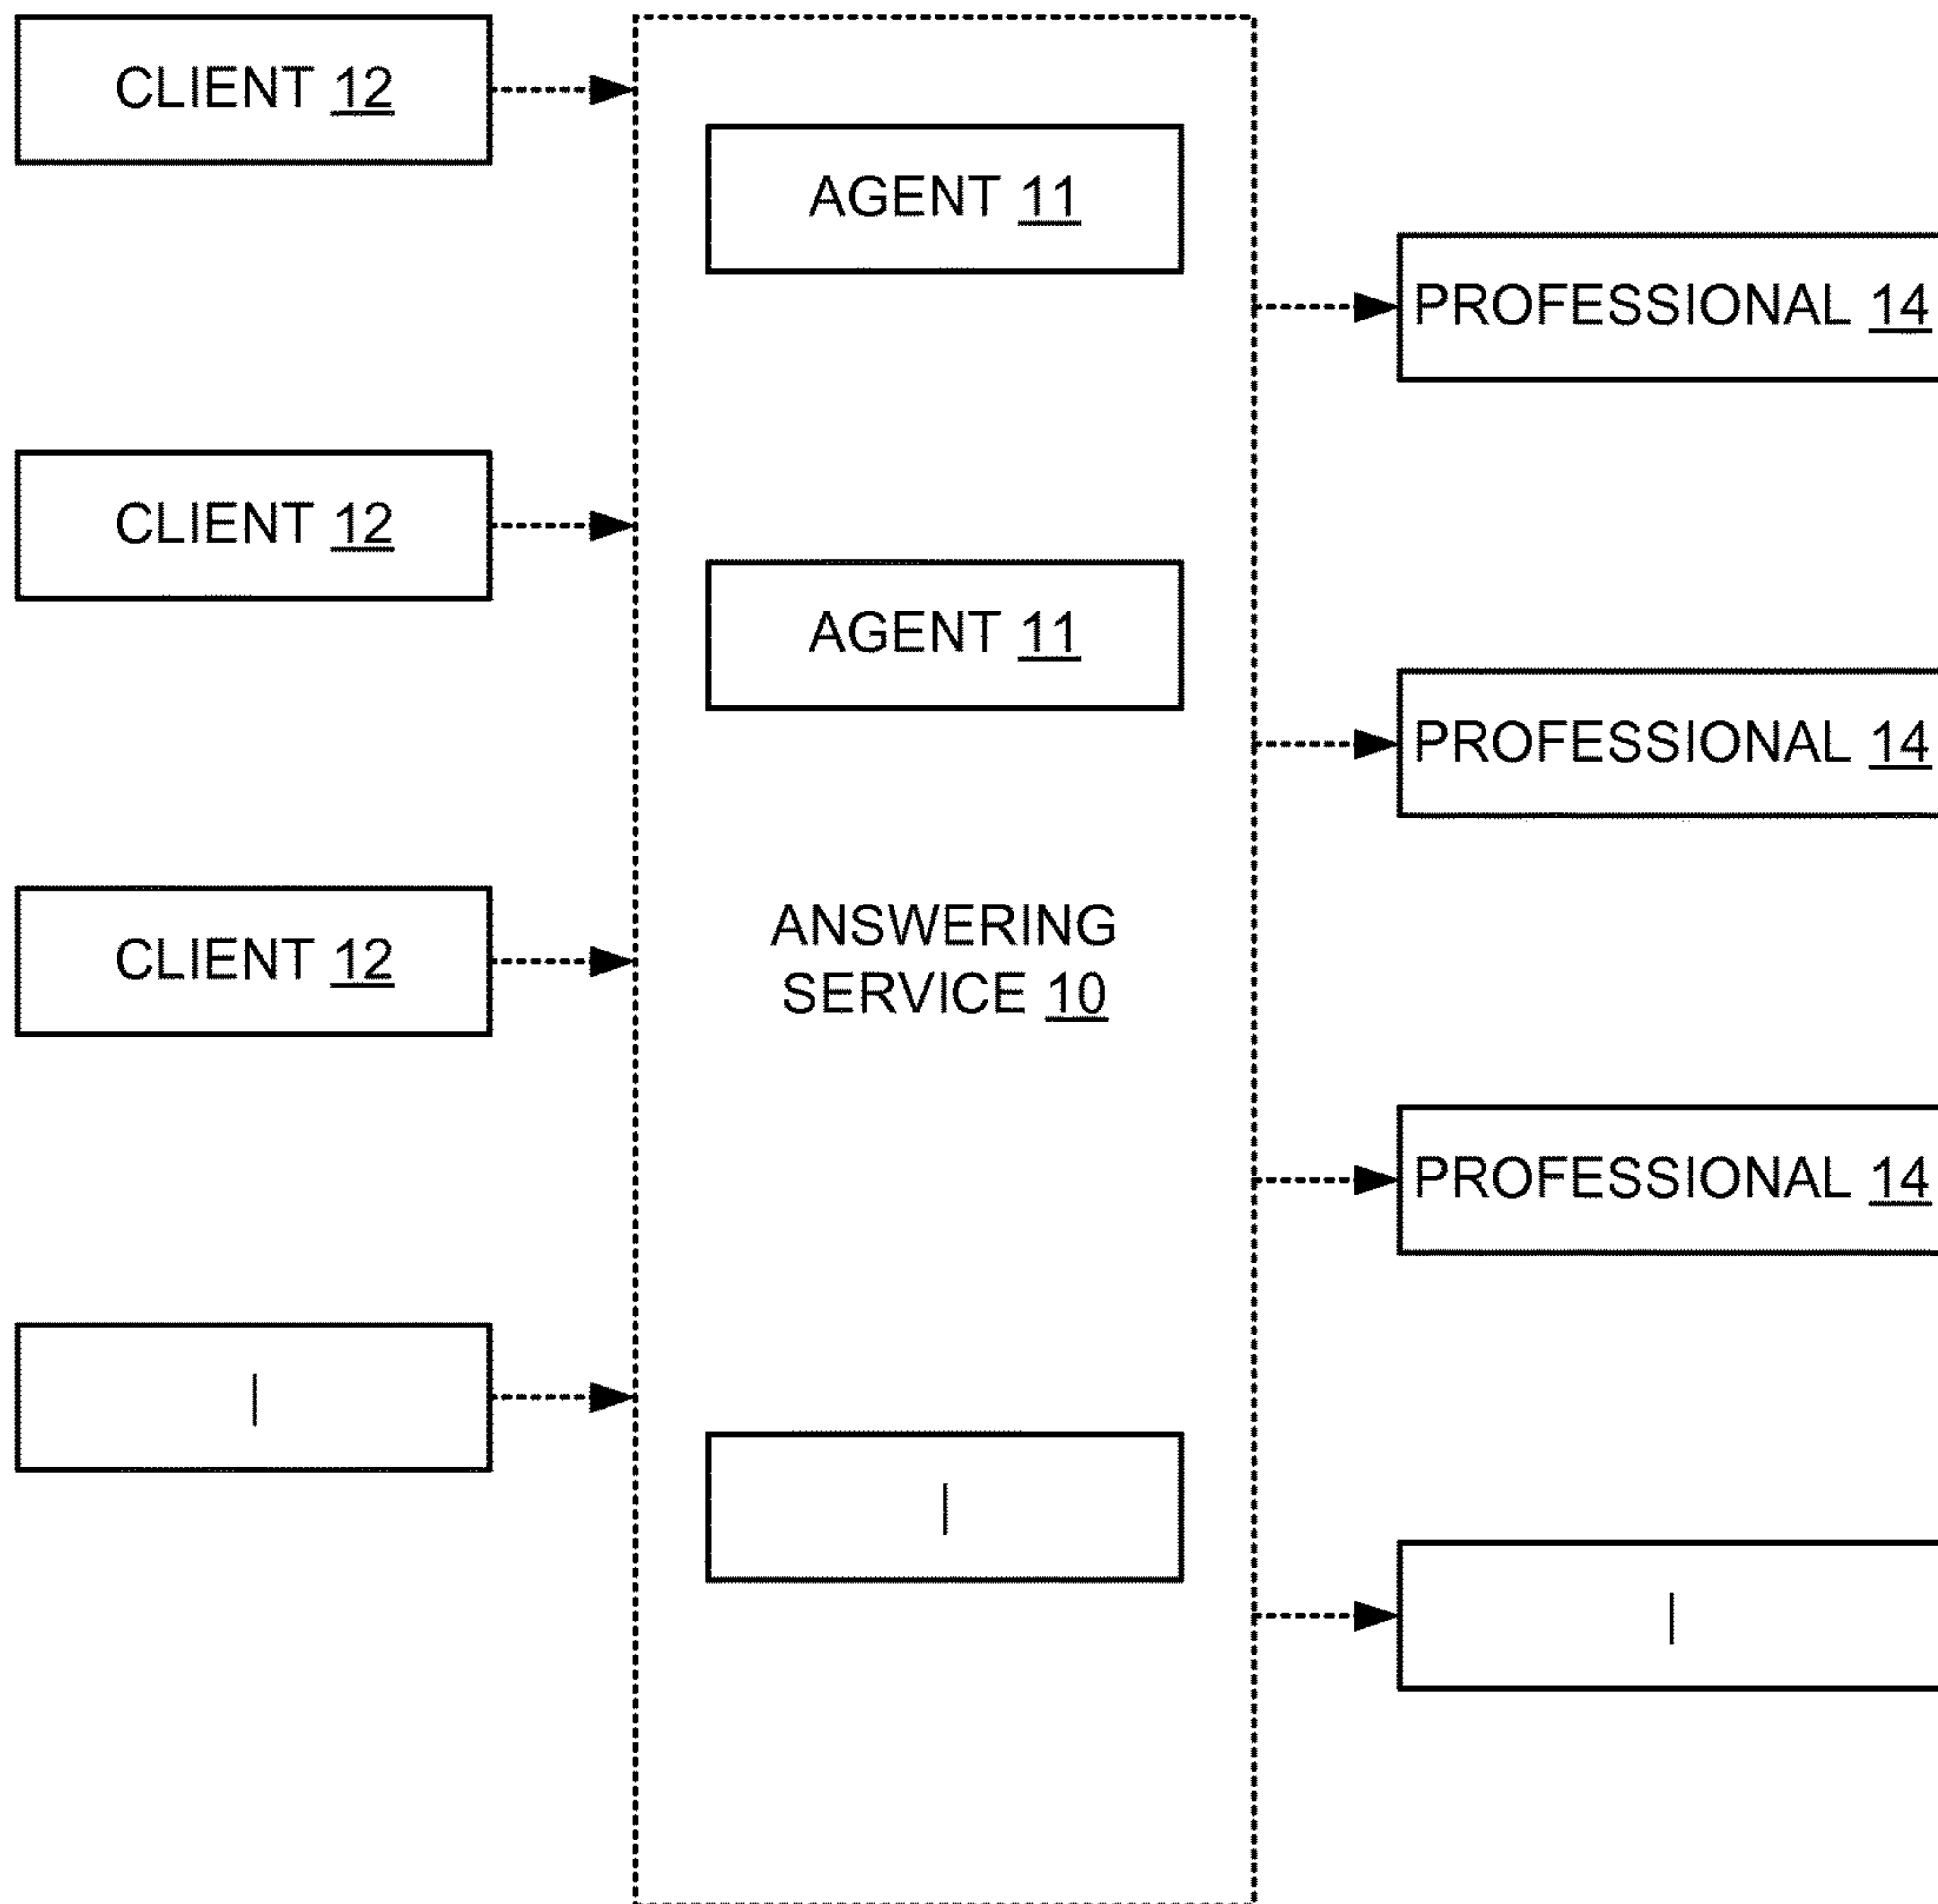 CLIENT 12
AGENT 11
PROFESSIONAL 14
CLIENT 12
AGENT 11
PROFESSIONAL 14
CLIENT 12
ANSWERING
SERVICE 10
PROFESSIONAL 14
|
|
|